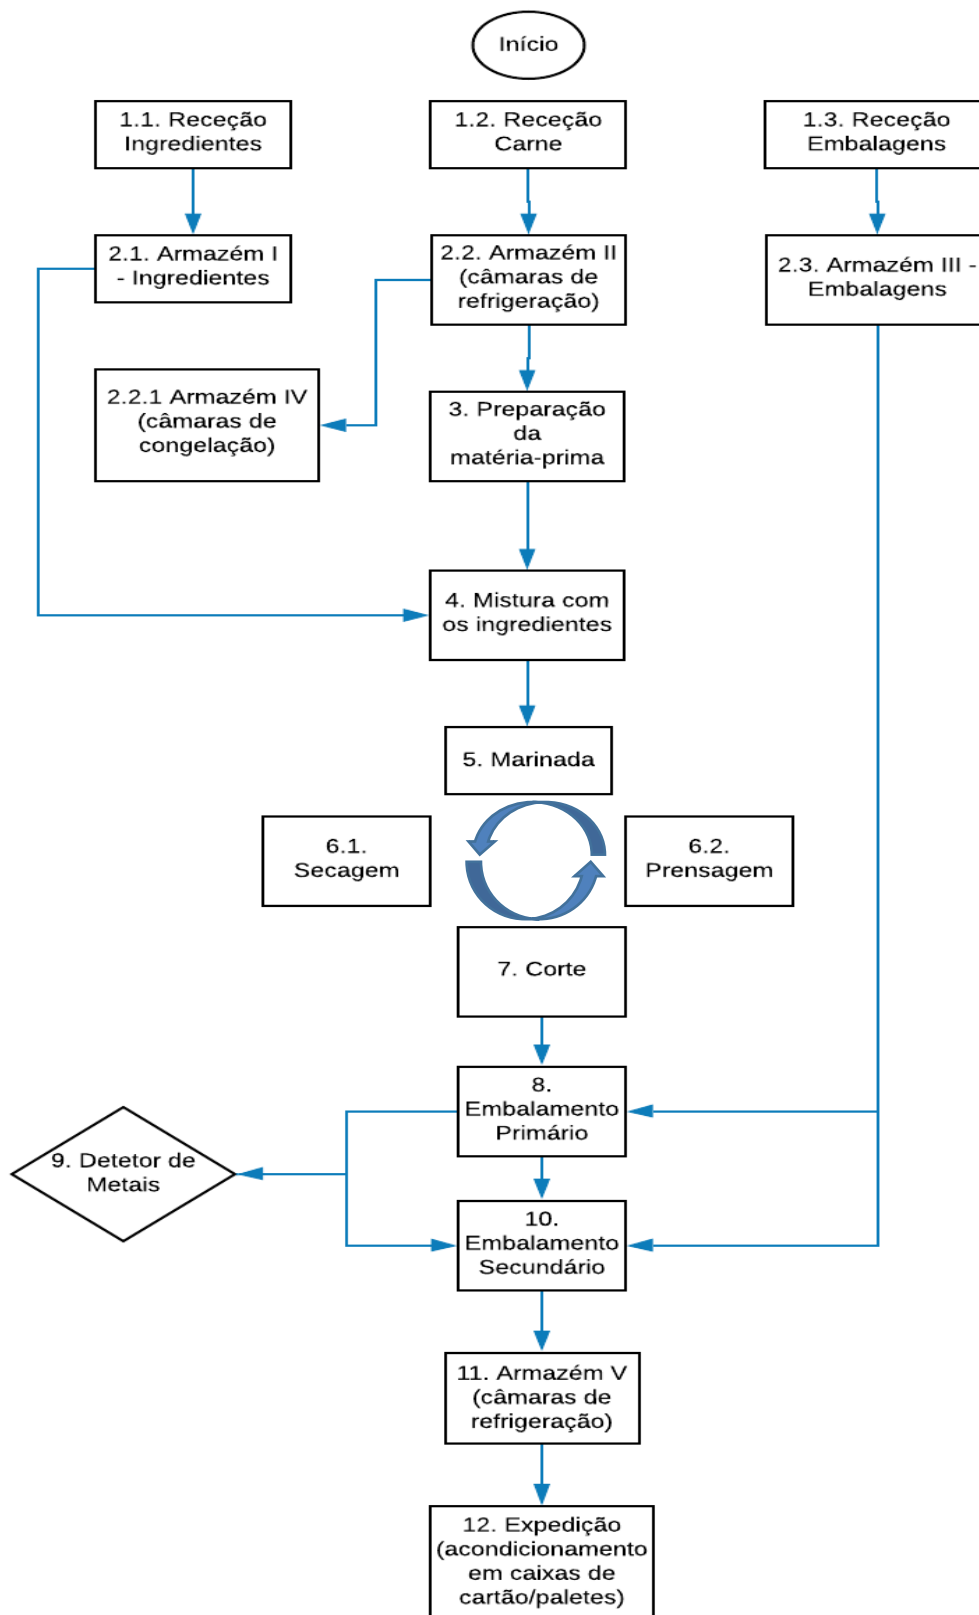 Início
1.1. Receção
Ingredientes
1.2. Receção
Carne
1.3. Receção
Embalagens
2.1. Armazém I
- Ingredientes
2.2. Armazém II
(câmaras de
refrigeração)
2.3. Armazém III -
Embalagens
2.2.1 Armazém IV
(câmaras de
congelação)
3. Preparação
da
matéria-prima
4. Mistura com
os ingredientes
5. Marinada
6.1.
Secagem
6.2.
Prensagem
7. Corte
8.
Embalamento
Primário
9. Detetor de
Metais
10.
Embalamento
Secundário
11. Armazém V
(câmaras de
refrigeração)
12. Expedição
(acondicionamento
em caixas de
cartão/paletes)